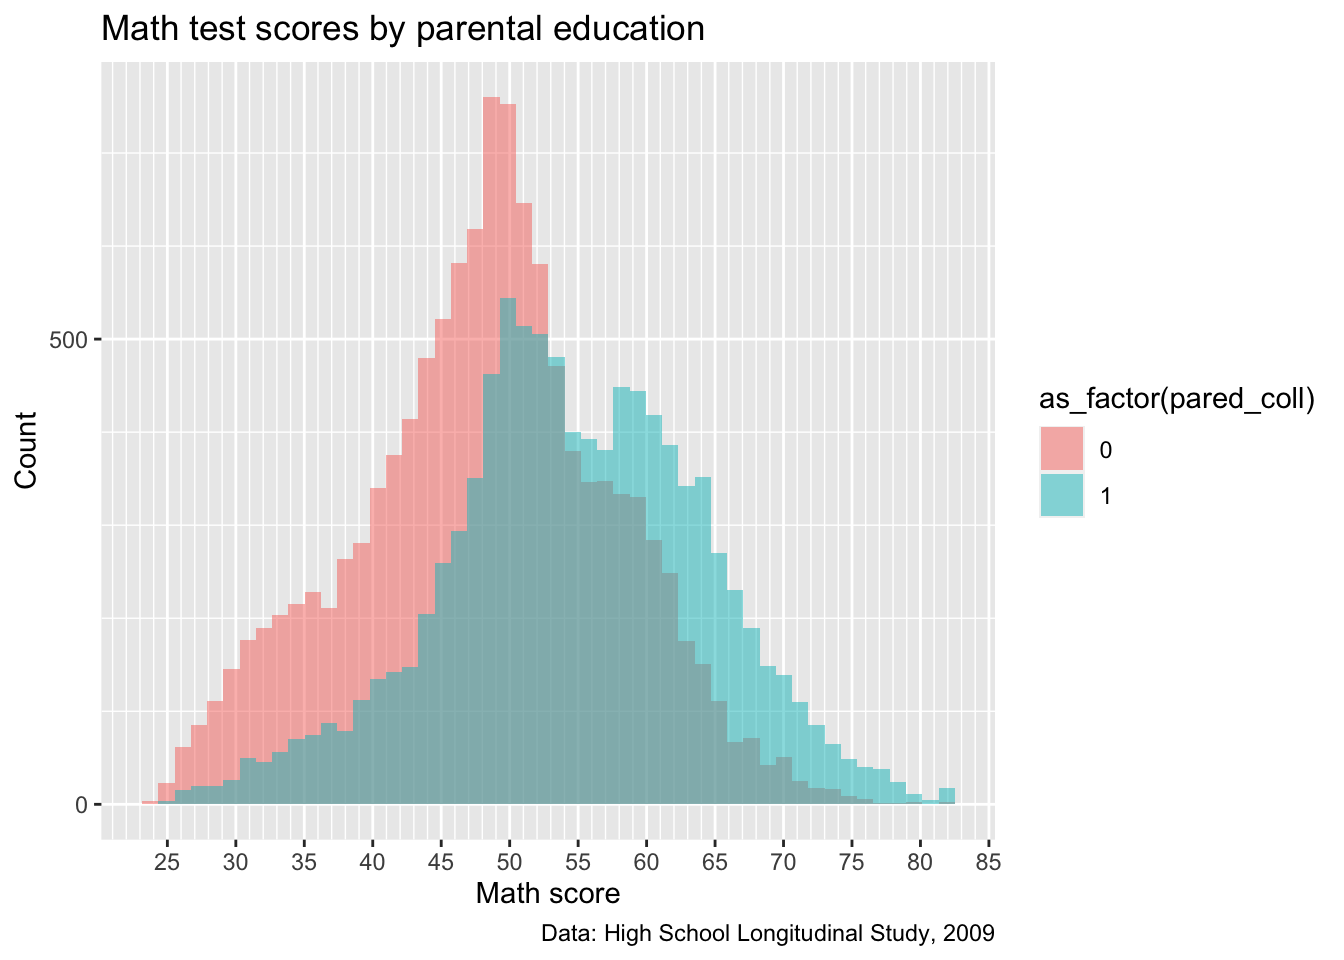 Math test scores by parental education
Count
500
0
25 30 35 40 45 50 55 60 65 70 75 80 85
Math score
as_factor(pared_coll)
0
1
Data: High School Longitudinal Study, 2009